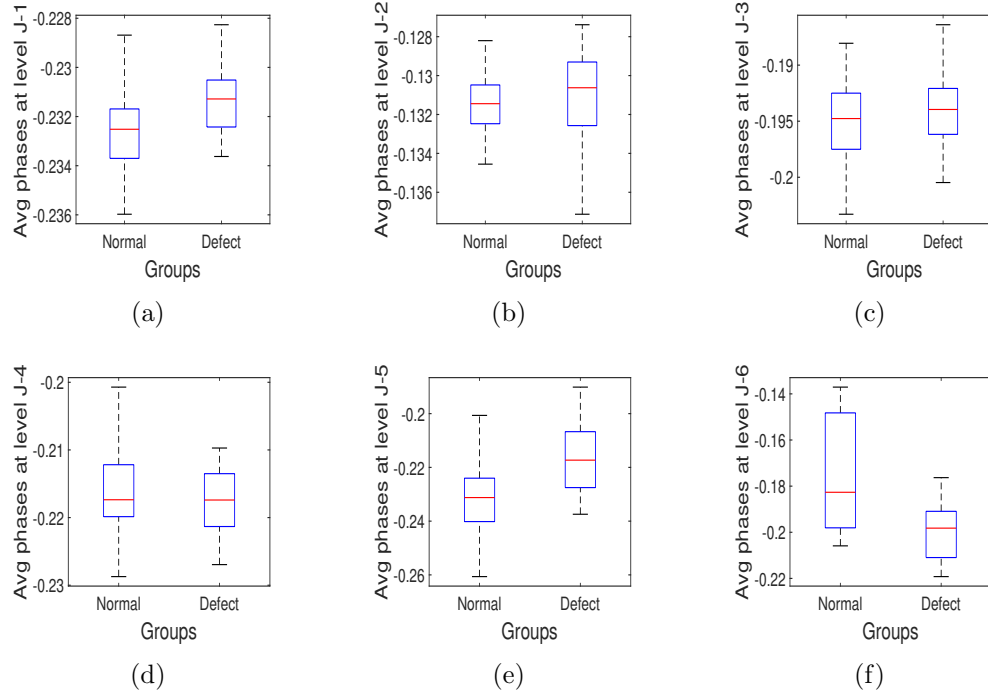 Avg phases at level J-1
-0.228
-0.23
-0.232
-0.234
-0.236
Normal
Defect
Groups
(a)
Avg phases at level J-2
-0.128
-0.13
-0.132
-0.134
-0.136
Normal
Defect
Groups
(b)
Avg phases at level J-3
-0.19
-0.195
-0.2
Normal
Defect
Groups
(c)
Avg phases at level J-4
-0.2
-0.21
-0.22
-0.23
Normal
Defect
Groups
(d)
Avg phases at level J-5
-0.2
-0.22
-0.24
-0.26
Normal
Defect
Groups
(e)
Avg phases at level J-6
-0.14
-0.16
-0.18
-0.2
-0.22
Normal
Defect
Groups
(f)